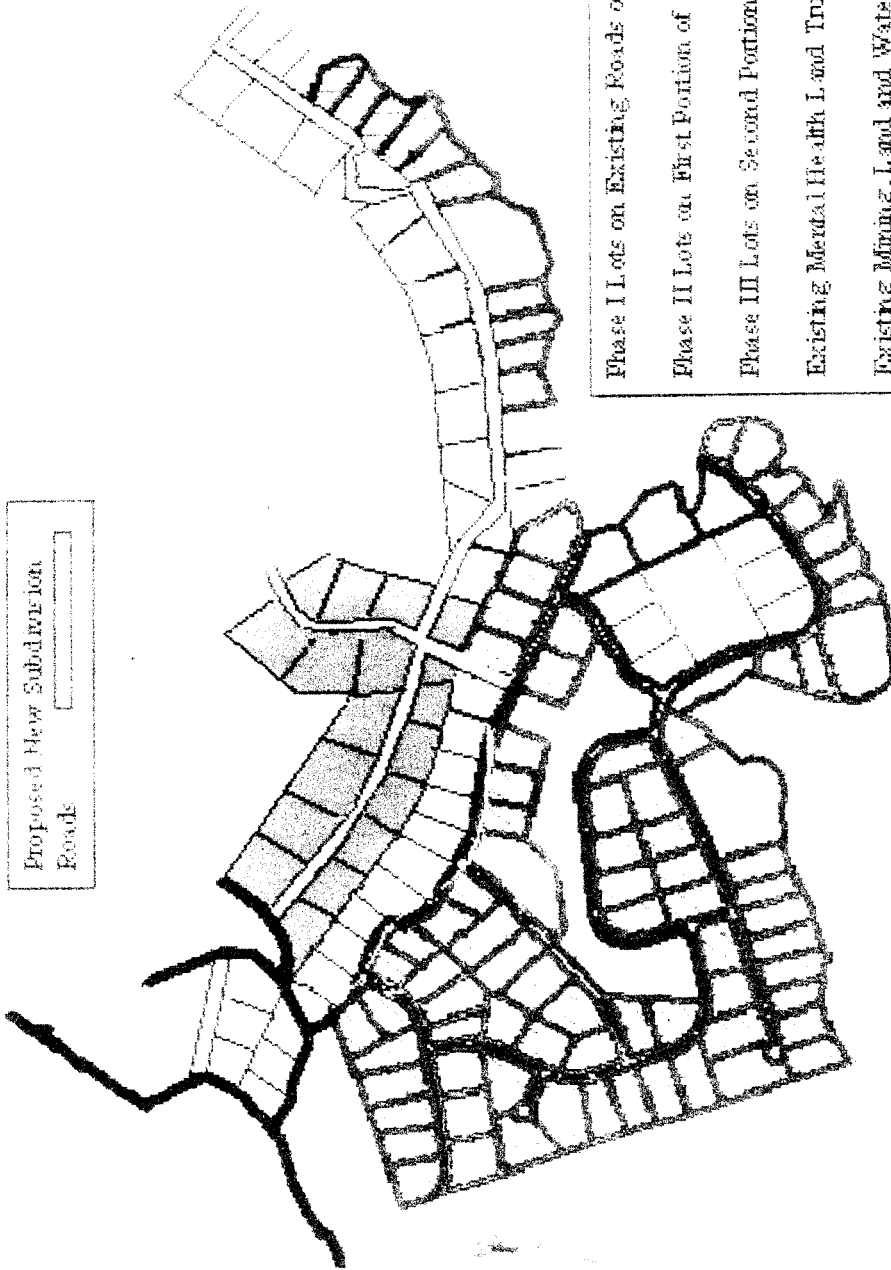 Proposed New Subdivision
Roads
Phase I Lots on Existing Roads o
Phase II Lots on First Portion of
Phase III Lots on Second Portion
Existing Mental Health Land Tru
Existing Mining, Land and Wate